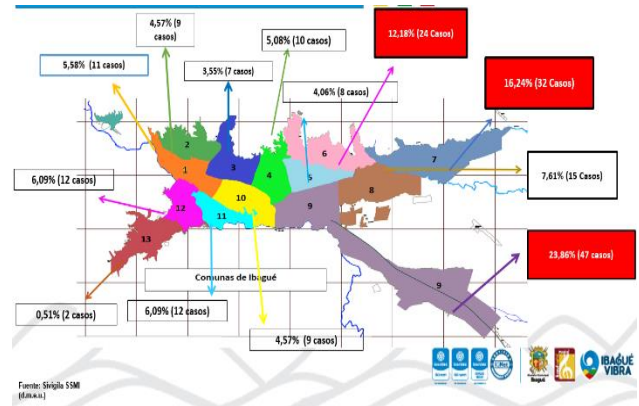 4,57% (9
casos)
5,08% (10 casos)
12,18% (24 Casos)
5,58% (11 casos)
3,55% (7 casos)
4,06% (8 casos)
16,24% (32 Casos)
2
6
7
3
1
4
5
8
7,61% (15 Casos)
6,09% (12 casos)
12
10
11
9
13
23,86% (47 casos)
Comunas de Ibagué
9
0,51% (2 casos)
6,09% (12 casos)
4,57% (9 casos)
IBAGUÉ
VIBRA
Fuente: Sivigila SSMI
(d.m.e.u.)